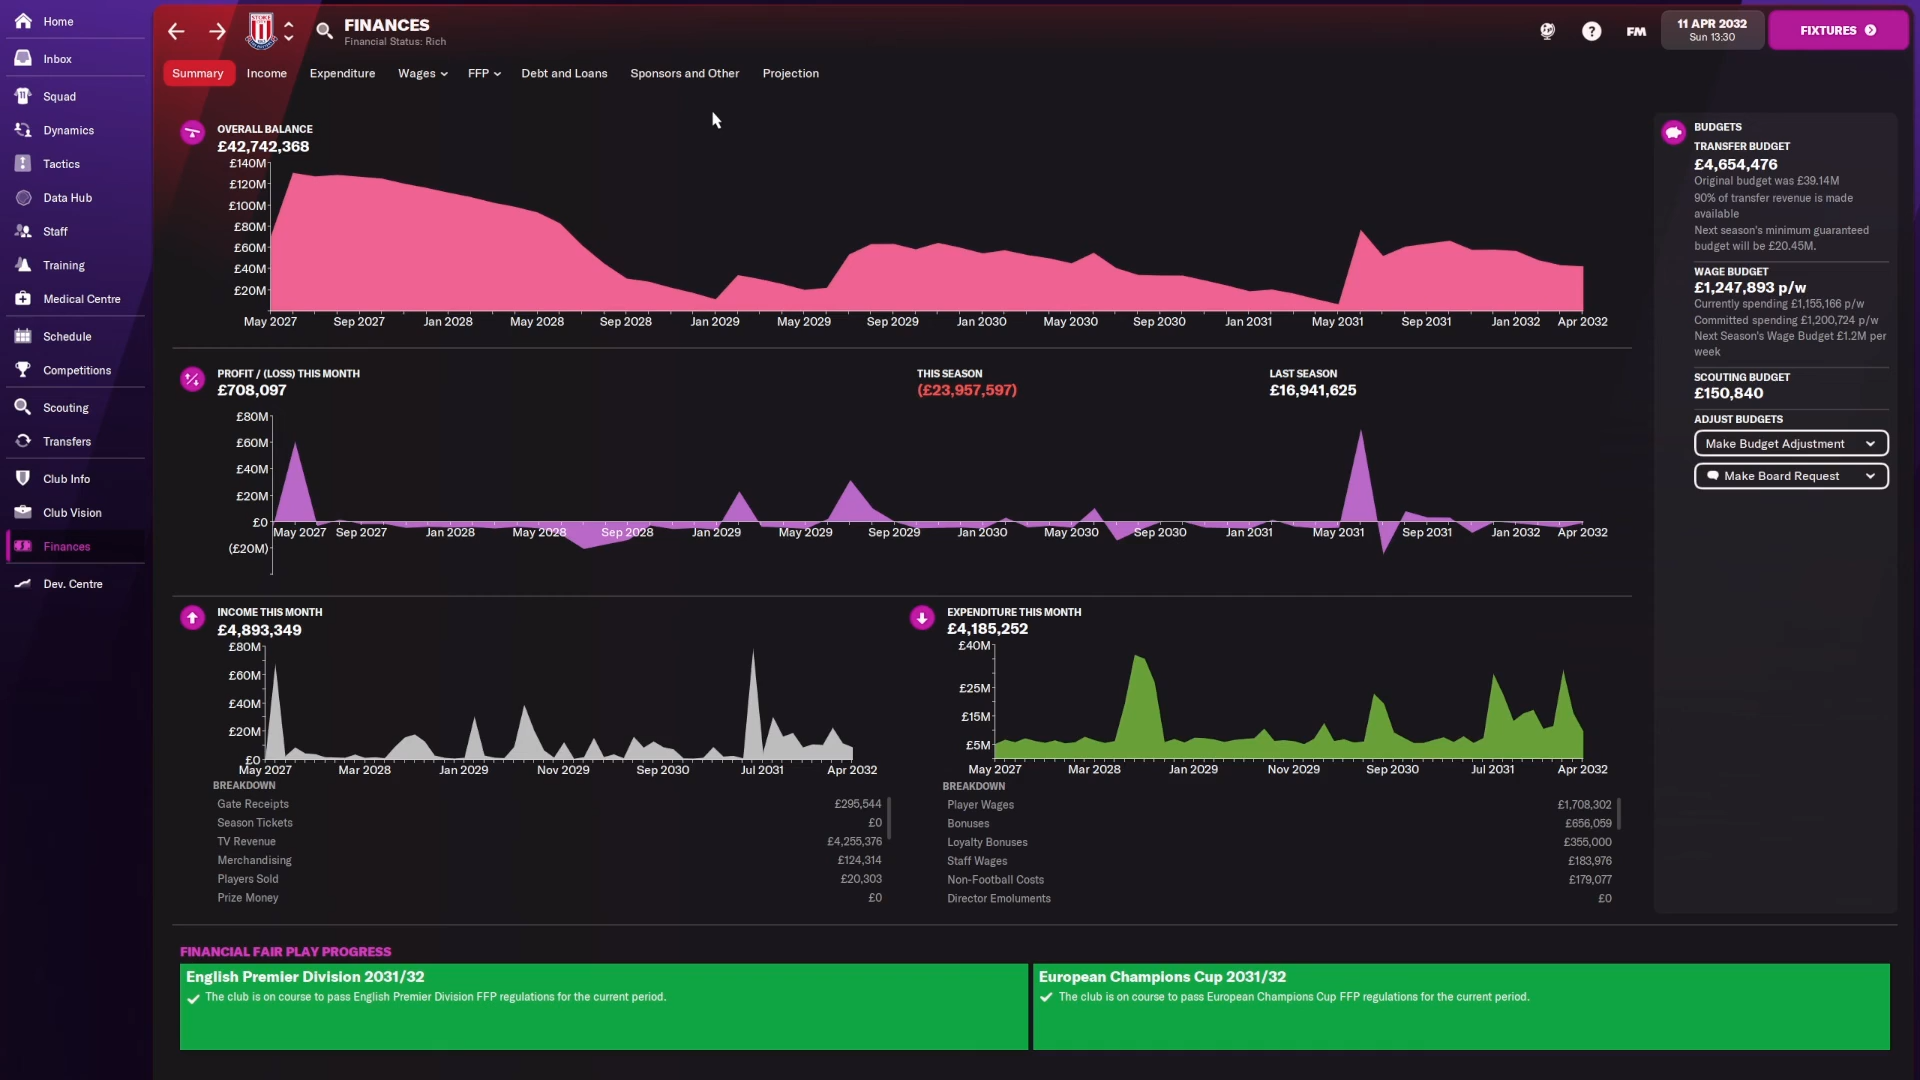 Home
Inbox
Squad
Dynamics
Tactics
Data Hub
Staff
Training
Medical Centre
Schedule
Competitions
Scouting
Transfers
Club Info
Club Vision
Finances
Dev. Centre
FINANCES
Financial Status: Rich
FM
11 APR 2032
Sun 13:30
FIXTURES
Summary Income Expenditure Wages FFP Debt and Loans Sponsors and Other Projection
OVERALL BALANCE
£42,742,368
£140M
£120M
£100M
£80M
£60M
£40M
£20M
May 2027 Sep 2027 Jan 2028 May 2028 Sep 2028 Jan 2029 May 2029 Sep 2029 Jan 2030 May 2030 Sep 2030 Jan 2031 May 2031 Sep 2031 Jan 2032 Apr 2032
PROFIT / (LOSS) THIS MONTH
£708,097
THIS SEASON
(£23,957,597)
LAST SEASON
£16,941,625
£80M
£60M
£40M
£20M
£0
(£20M)
May 2027 Sep 2027 Jan 2028 May 2028 Sep 2028 Jan 2029 May 2029 Sep 2029 Jan 2030 May 2030 Sep 2030 Jan 2031 May 2031 Sep 2031 Jan 2032 Apr 2032
INCOME THIS MONTH
£4,893,349
£80M
£60M
£40M
£20M
£0
May 2027 Mar 2028 Jan 2029 Nov 2029 Sep 2030 Jul 2031 Apr 2032
BREAKDOWN
Gate Receipts £295,544
Season Tickets £0
TV Revenue £4,255,376
Merchandising £124,314
Players Sold £20,303
Prize Money £0
EXPENDITURE THIS MONTH
£4,185,252
£40M
£25M
£15M
£5M
May 2027 Mar 2028 Jan 2029 Nov 2029 Sep 2030 Jul 2031 Apr 2032
BREAKDOWN
Player Wages £1,708,302
Bonuses £656,059
Loyalty Bonuses £355,000
Staff Wages £183,976
Non-Football Costs £179,077
Director Emoluments £0
BUDGETS
TRANSFER BUDGET
£4,654,476
Original budget was £39.14M
90% of transfer revenue is made
available
Next season's minimum guaranteed
budget will be £20.45M.
WAGE BUDGET
£1,247,893 p/w
Currently spending £1,155,166 p/w
Committed spending £1,200,724 p/w
Next Season's Wage Budget £1.2M per
week
SCOUTING BUDGET
£150,840
ADJUST BUDGETS
Make Budget Adjustment
Make Board Request
FINANCIAL FAIR PLAY PROGRESS
English Premier Division 2031/32
The club is on course to pass English Premier Division FFP regulations for the current period.
European Champions Cup 2031/32
The club is on course to pass European Champions Cup FFP regulations for the current period.